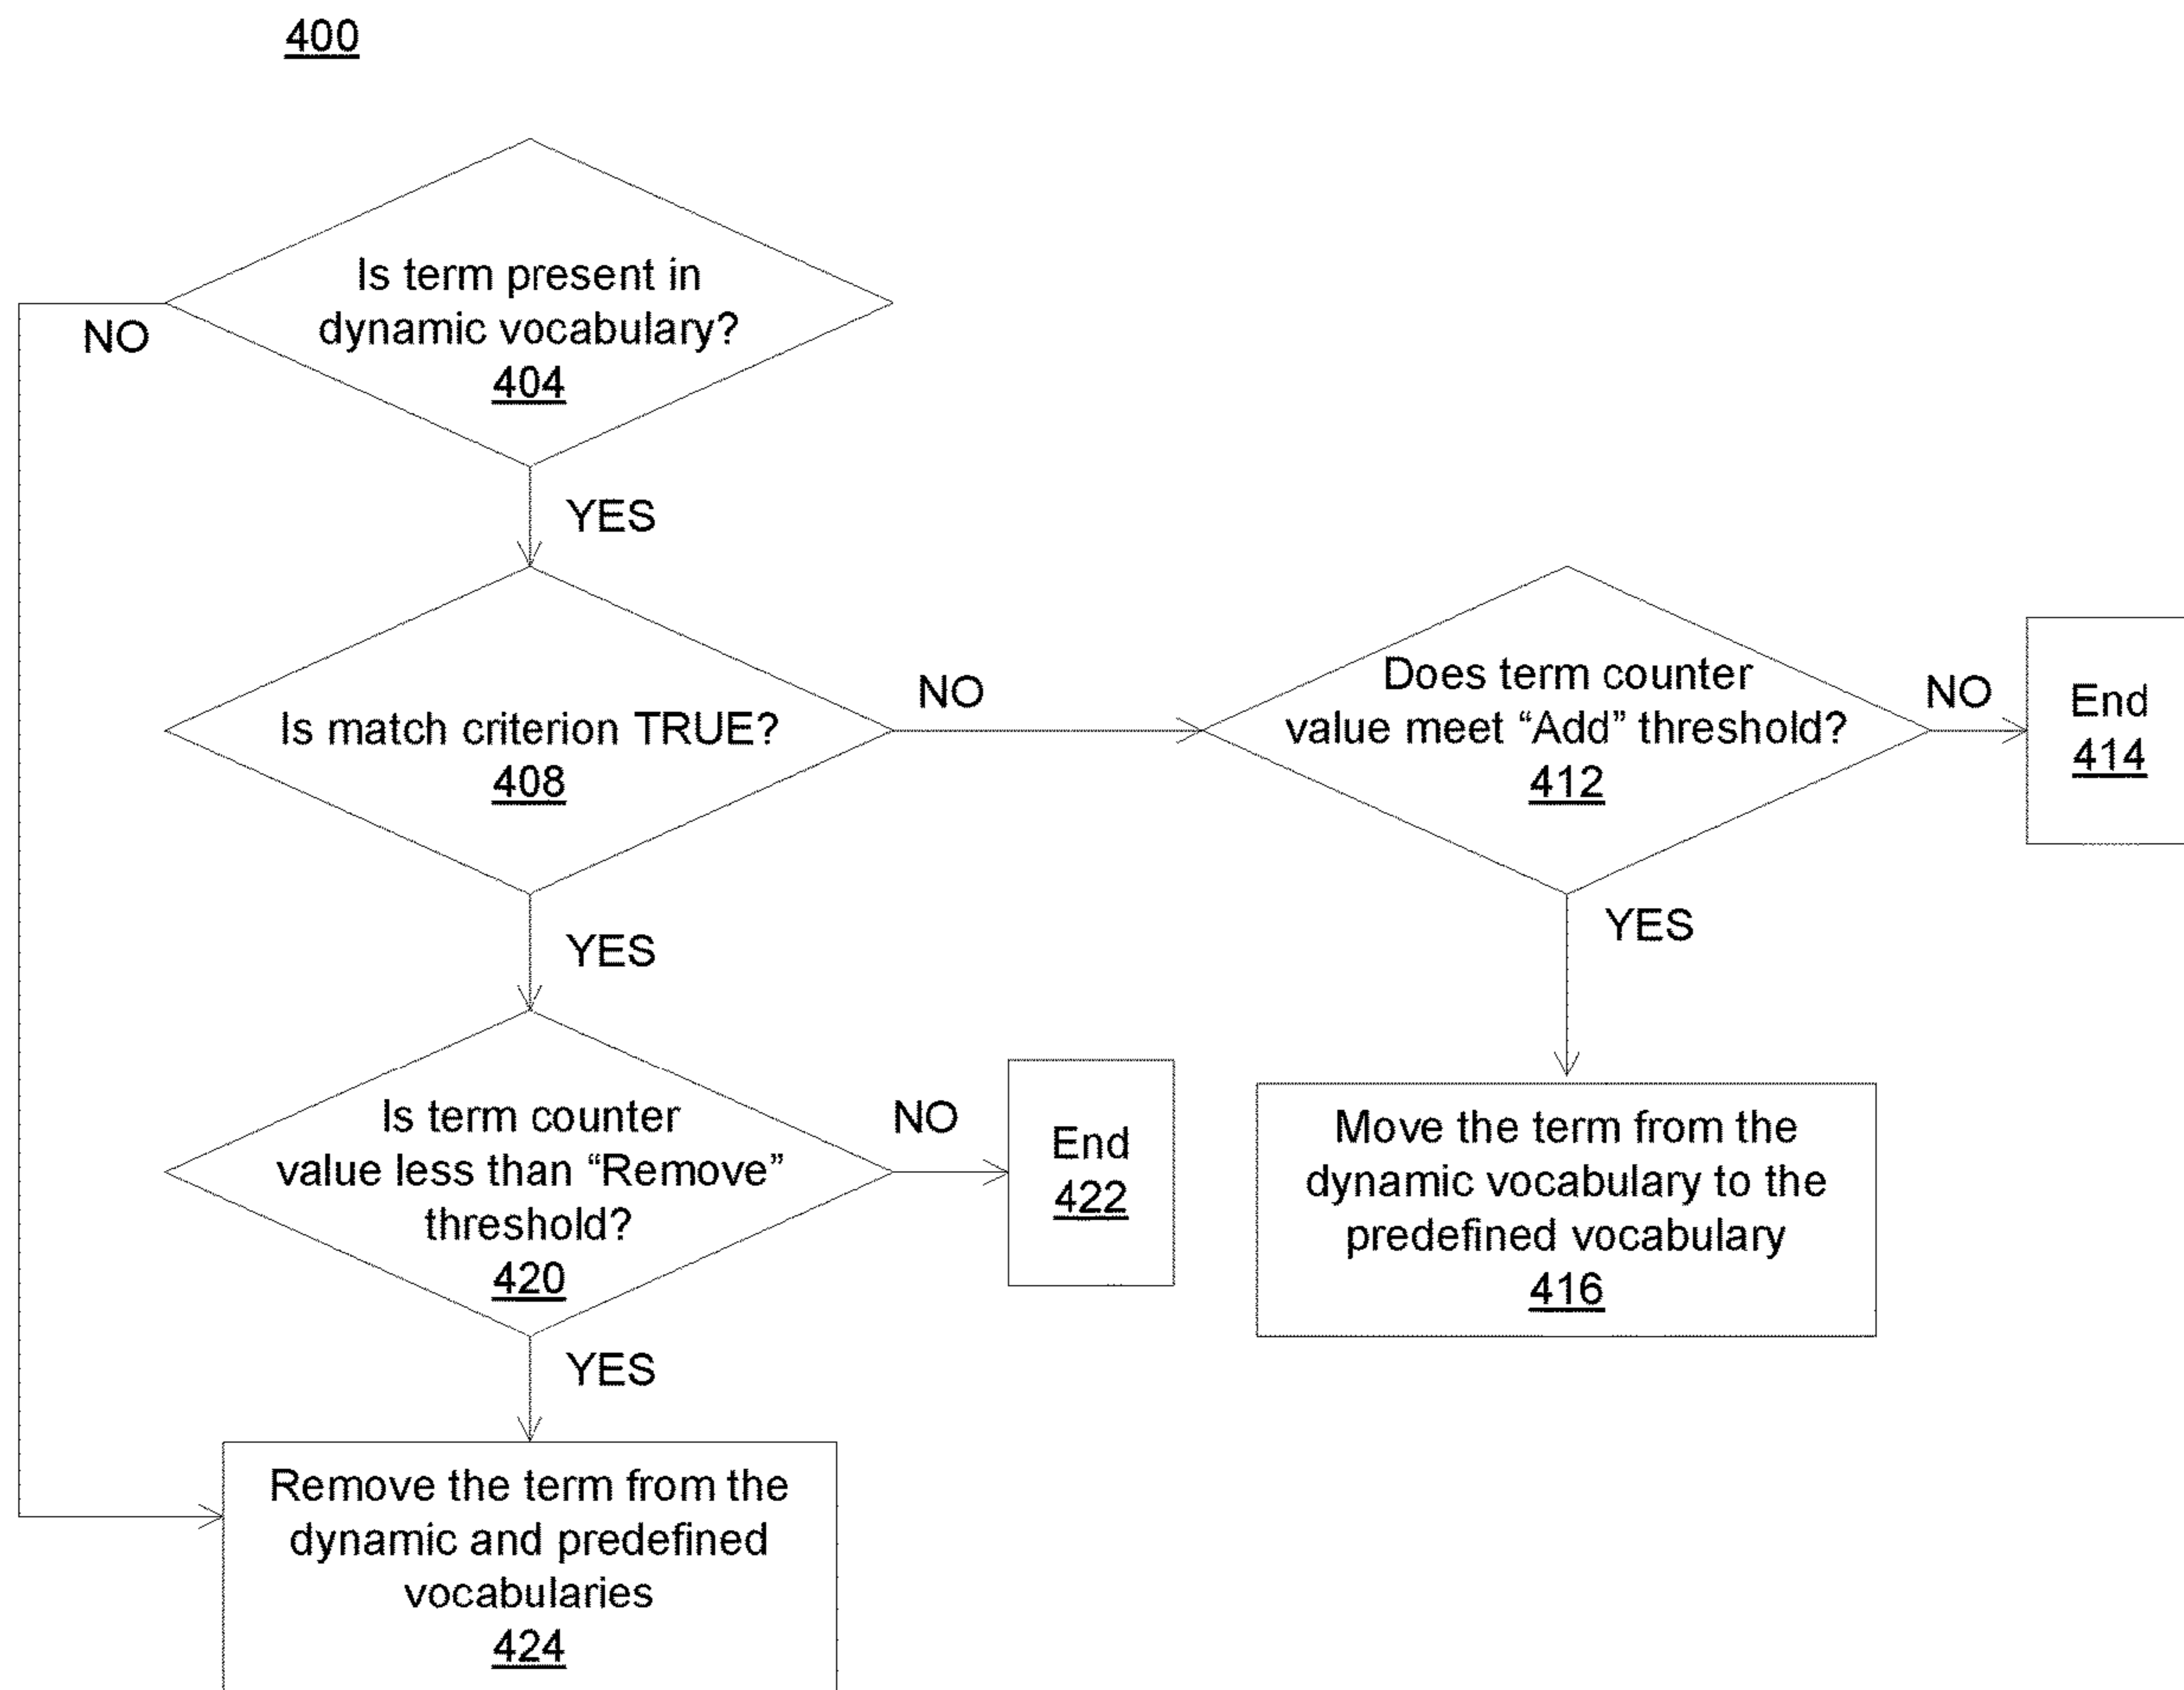 400
Is term present in
dynamic vocabulary?
404
NO
YES
Is match criterion TRUE?
408
NO
Does term counter
value meet “Add” threshold?
412
NO
End
414
YES
YES
Is term counter
value less than “Remove”
threshold?
420
NO
End
422
Move the term from the
dynamic vocabulary to the
predefined vocabulary
416
YES
Remove the term from the
dynamic and predefined
vocabularies
424